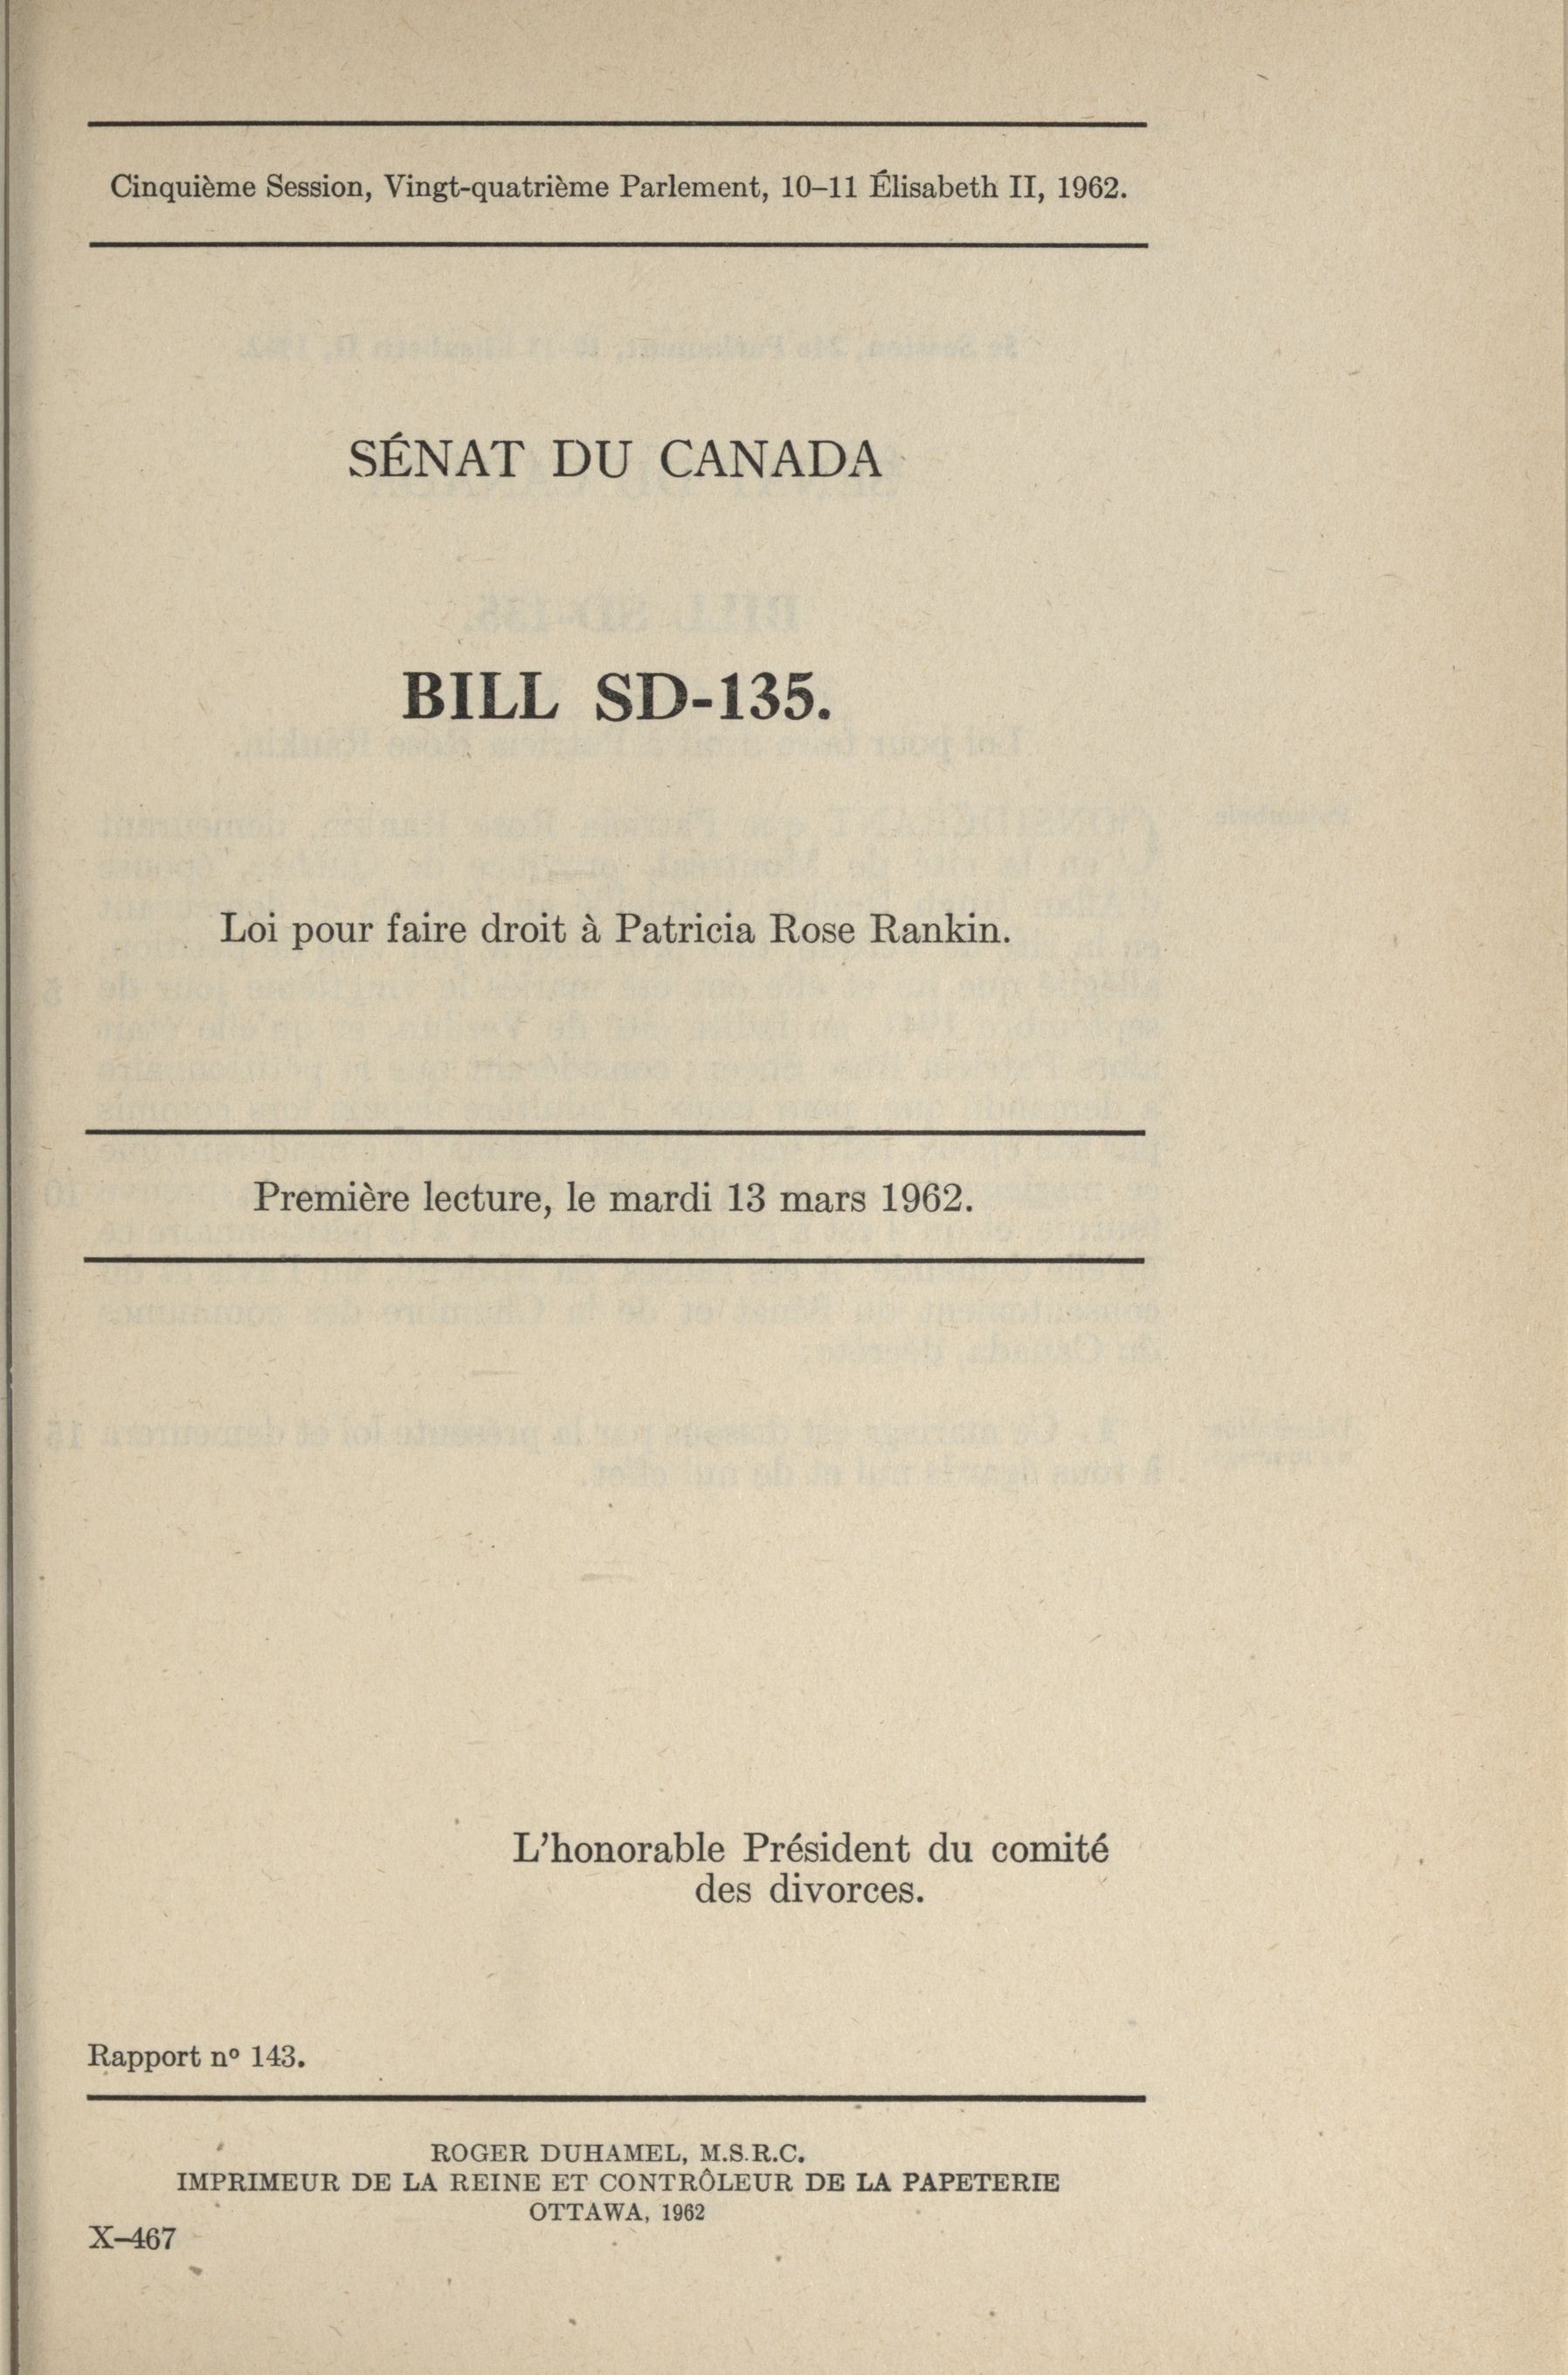 Cinquième Session, Vingt-quatrième Parlement, 10–11 Élisabeth II, 1962.
SÉNAT DU CANADA
BILL SD-135.
Loi pour faire droit à Patricia Rose Rankin.
Première lecture, le mardi 13 mars 1962.
L'honorable Président du comité
des divorces.
Rapport nº 143.
ROGER DUHAMEL, M.S.R.C.
IMPRIMEUR DE LA REINE ET CONTRÔLEUR DE LA PAPETERIE
OTTAWA, 1962
X–467